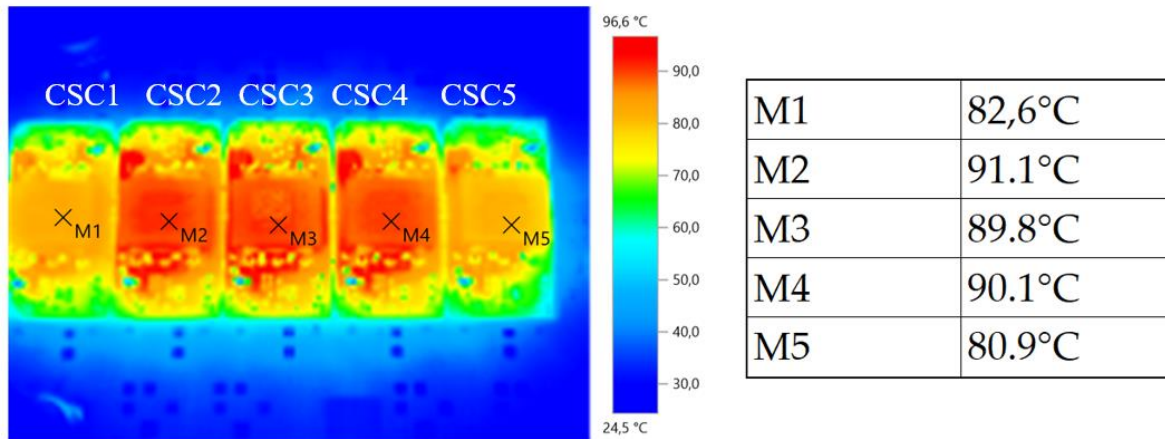 CSC1 CSC2 CSC3 CSC4 CSC5
M1 M2 M3 M4 M5
96,6 °C
90,0
80,0
70,0
60,0
50,0
40,0
30,0
24,5 °C
M1 82,6°C
M2 91.1°C
M3 89.8°C
M4 90.1°C
M5 80.9°C